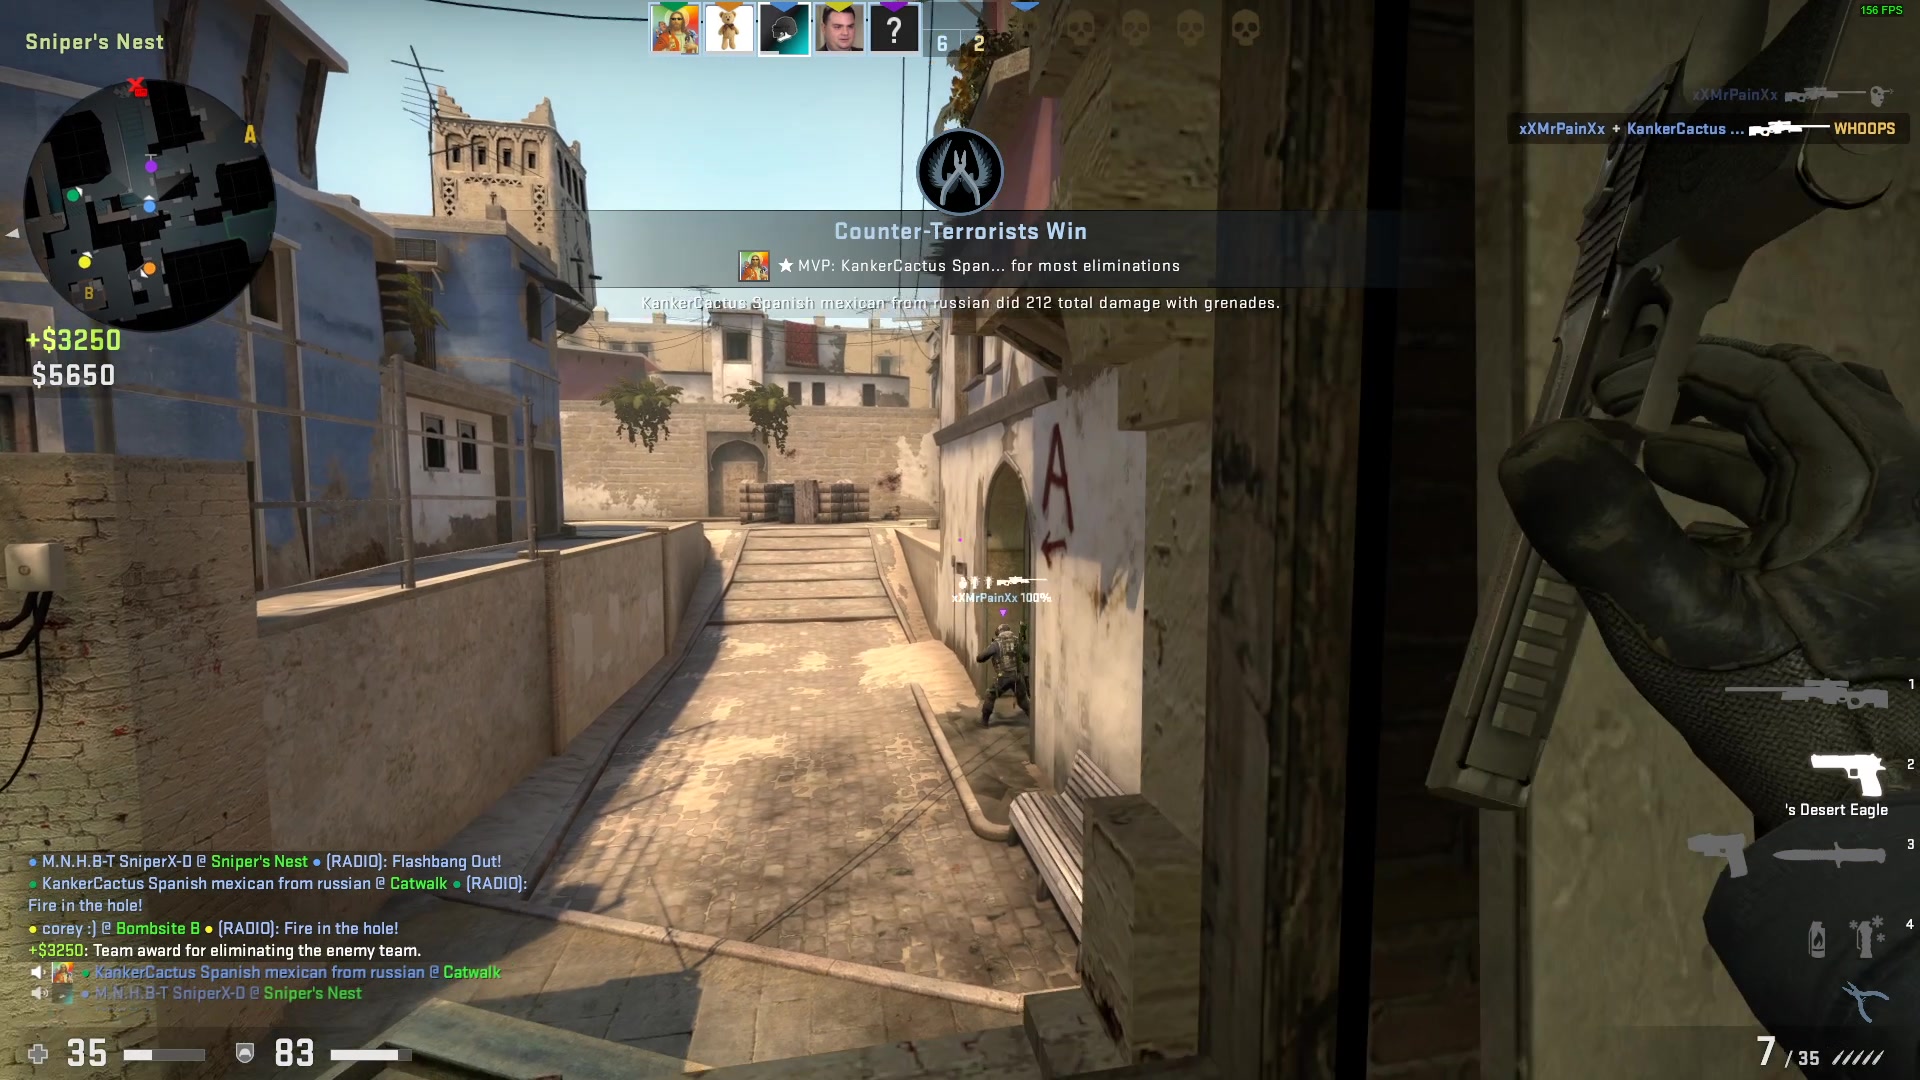 156 FPS
Sniper's Nest
?
6 2
A
B
xXMrPainXx
xXMrPainXx + KankerCactus ... WHOOPS
Counter-Terrorists Win
★ MVP: KankerCactus Span... for most eliminations
KankerCactus Spanish mexican from russian did 212 total damage with grenades.
+$3250
$5650
A
xXMrPainXx 100%
1
2
's Desert Eagle
3
4
• M.N.H.B-T SniperX-D @ Sniper's Nest • (RADIO): Flashbang Out!
• KankerCactus Spanish mexican from russian @ Catwalk • (RADIO):
Fire in the hole!
• corey :) @ Bombsite B • (RADIO): Fire in the hole!
+$3250: Team award for eliminating the enemy team.
• KankerCactus Spanish mexican from russian @ Catwalk
• M.N.H.B-T SniperX-D @ Sniper's Nest
35 83
7 / 35